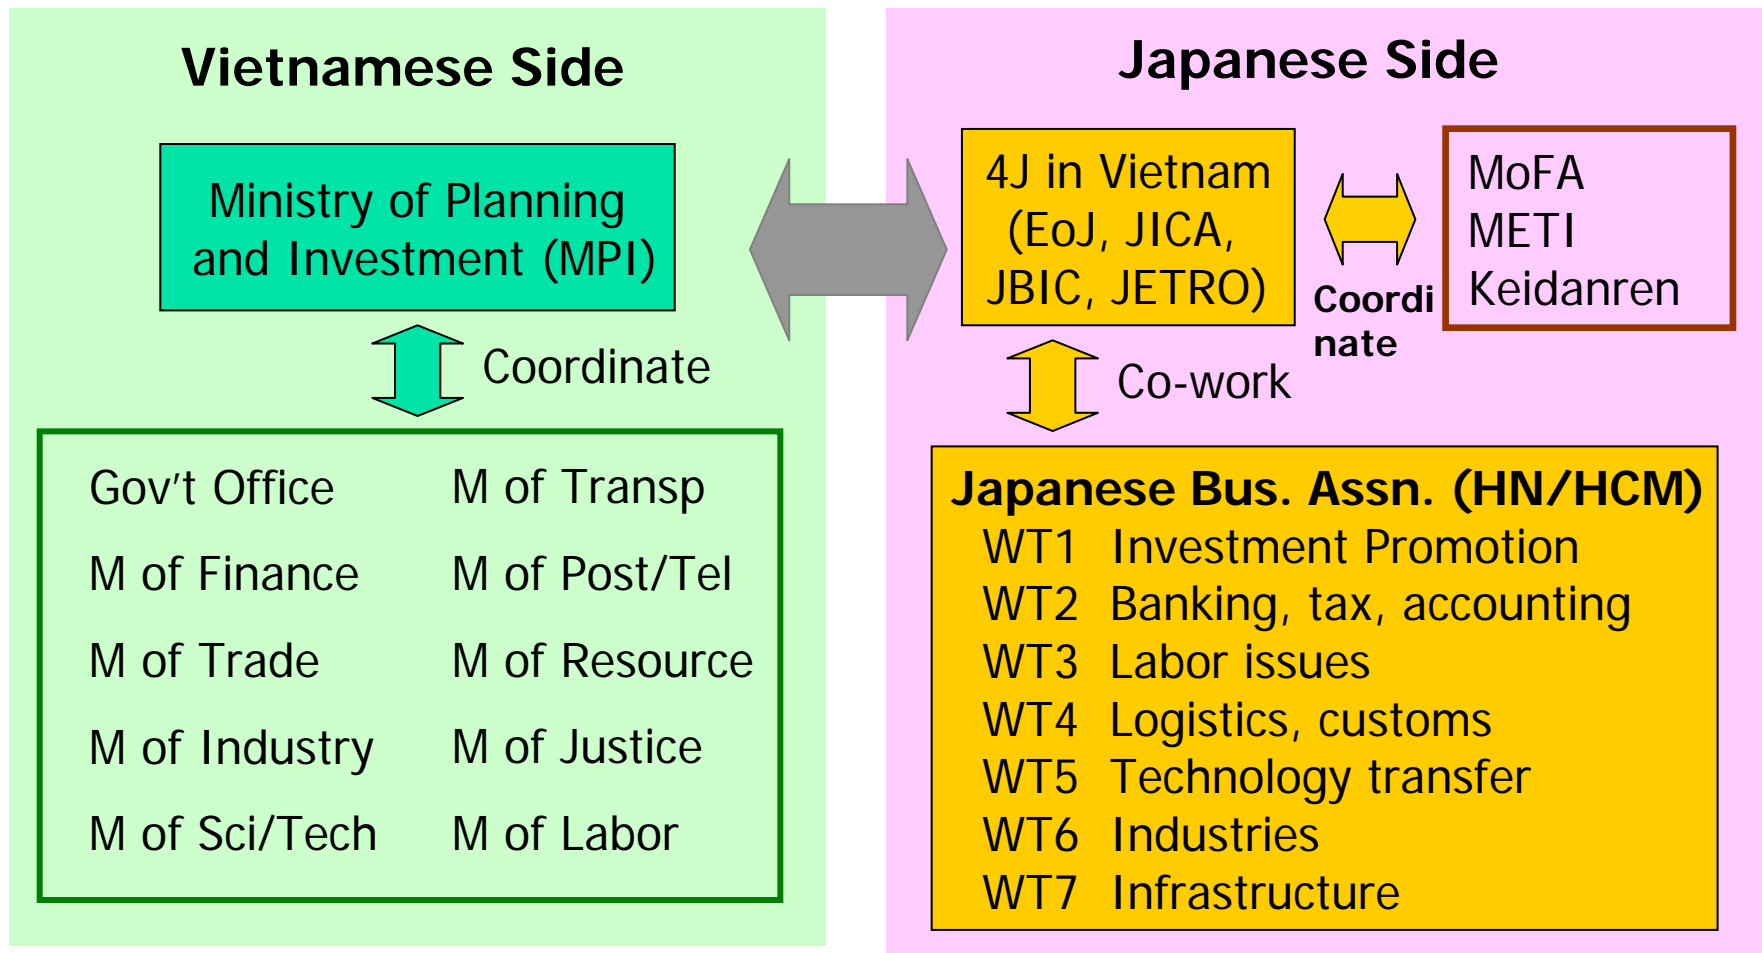 Vietnamese Side
Ministry of Planning
and Investment (MPI)
Coordinate
Gov't Office
M of Finance
M of Trade
M of Industry
M of Sci/Tech
M of Transp
M of Post/Tel
M of Resource
M of Justice
M of Labor
Japanese Side
4J in Vietnam
(EoJ, JICA,
JBIC, JETRO)
Coordi
nate
MoFA
METI
Keidanren
Co-work
Japanese Bus. Assn. (HN/HCM)
WT1 Investment Promotion
WT2 Banking, tax, accounting
WT3 Labor issues
WT4 Logistics, customs
WT5 Technology transfer
WT6 Industries
WT7 Infrastructure